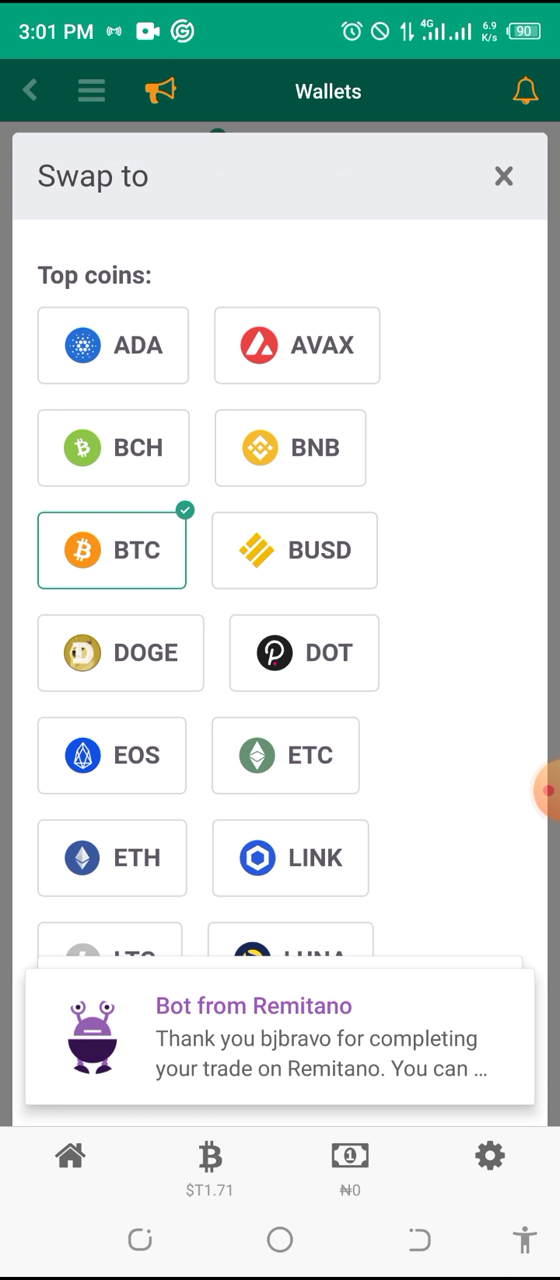 3:01 PM 4G 6.9 K/s 90
Wallets
Swap to
Top coins:
ADA AVAX
BCH BNB
BTC BUSD
DOGE DOT
EOS ETC
ETH LINK
LTC LUNA
Bot from Remitano
Thank you bjbravo for completing
your trade on Remitano. You can ...
$T1.71 ₦0